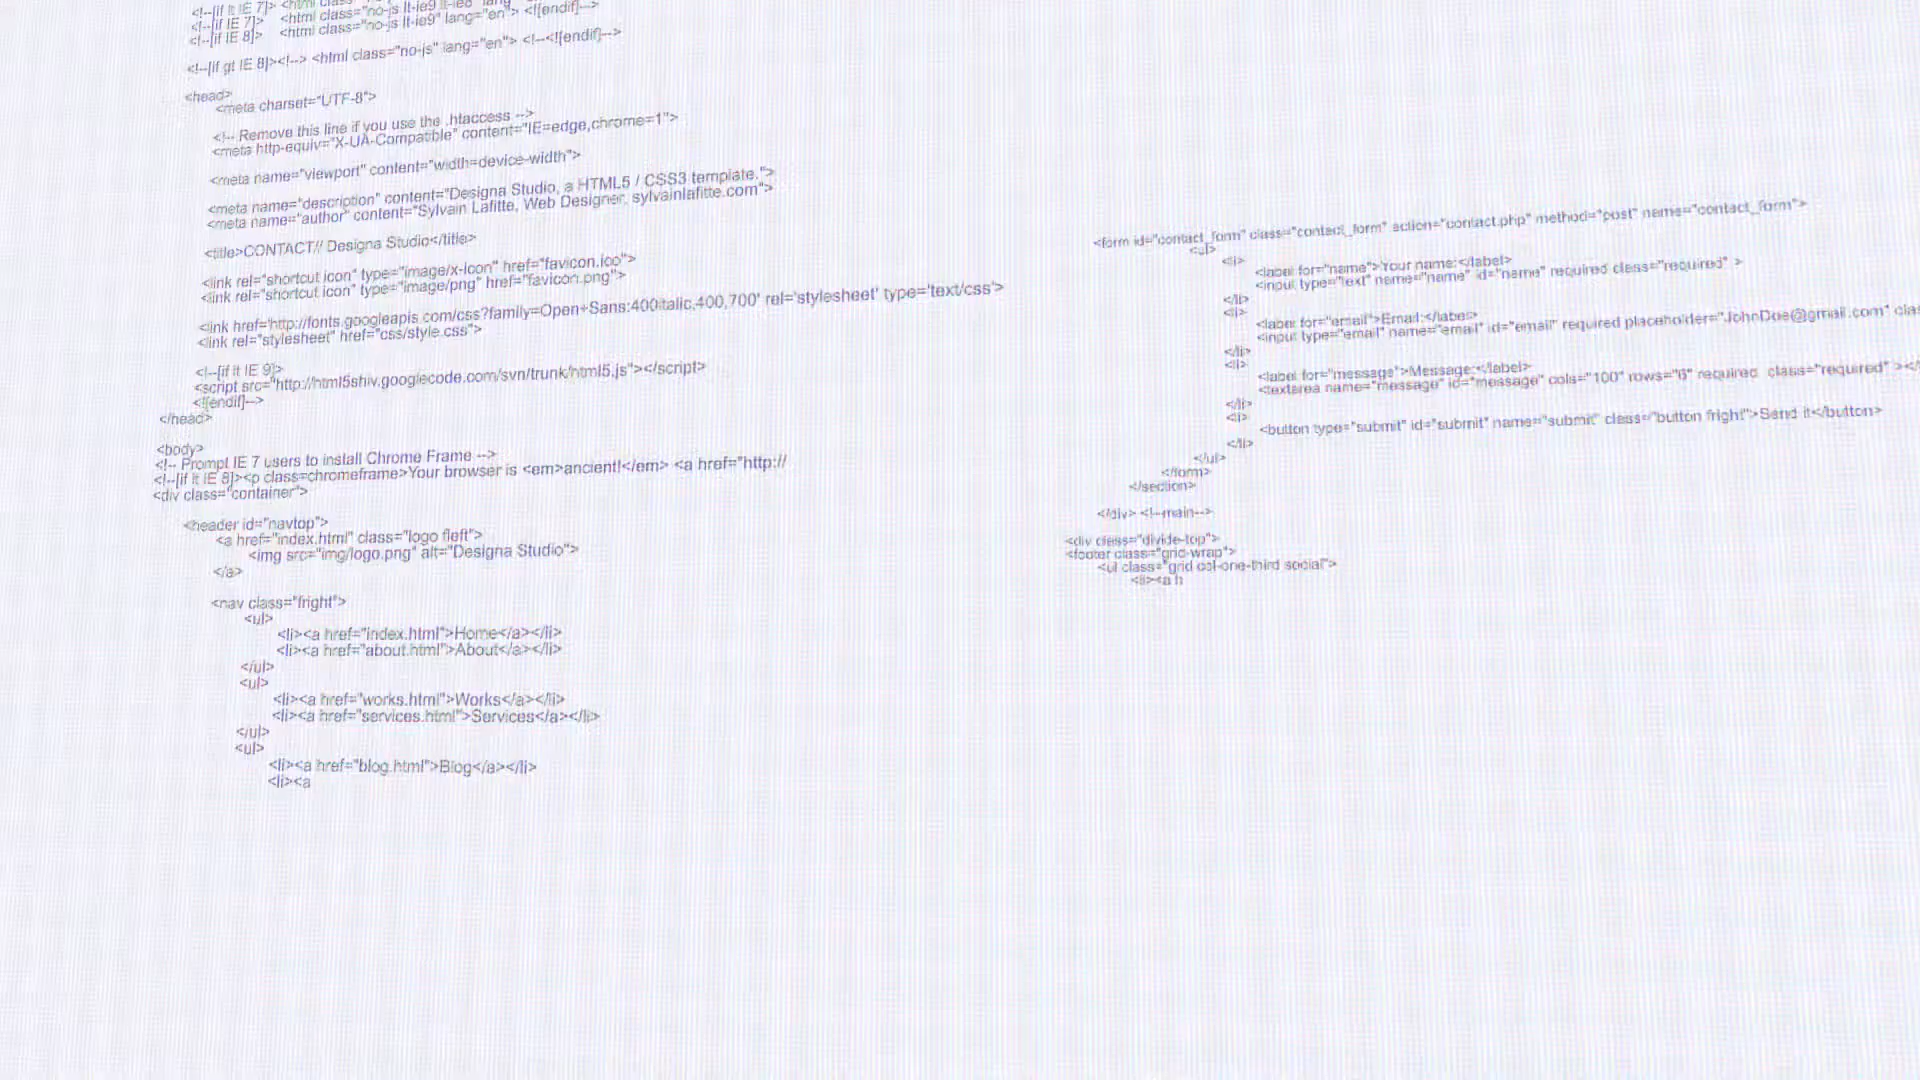 <!--[if lt IE 7]> <html class="no-js lt-ie9 lt-ie8
<!--[if IE 7]> <html class="no-js lt-ie9 lt-ie8" lang="en"> <![endif]-->
<!--[if IE 8]> <html class="no-js lt-ie9" lang="en"> <![endif]-->
<!--[if gt IE 8]><!--> <html class="no-js" lang="en"> <!--<![endif]-->
<head>
<meta charset="UTF-8">
<!-- Remove this line if you use the .htaccess -->
<meta http-equiv="X-UA-Compatible" content="IE=edge,chrome=1">
<meta name="viewport" content="width=device-width">
<meta name="description" content="Designa Studio, a HTML5 / CSS3 template.">
<meta name="author" content="Sylvain Lafitte, Web Designer, sylvainlafitte.com">
<title>CONTACT// Designa Studio</title>
<link rel="shortcut icon" type="image/x-icon" href="favicon.ico">
<link rel="shortcut icon" type="image/png" href="favicon.png">
<link href='http://fonts.googleapis.com/css?family=Open+Sans:400italic,400,700' rel='stylesheet' type='text/css'>
<link rel="stylesheet" href="css/style.css">
<!--[if lt IE 9]>
<script src="http://html5shiv.googlecode.com/svn/trunk/html5.js"></script>
<![endif]-->
</head>
<body>
<!-- Prompt IE 7 users to install Chrome Frame -->
<!--[if lt IE 8]><p class=chromeframe>Your browser is <em>ancient!</em> <a href="http://
<div class="container">
<header id="navtop">
<a href="index.html" class="logo fleft">
<img src="img/logo.png" alt="Designa Studio">
</a>
<nav class="fright">
<ul>
<li><a href="index.html">Home</a></li>
<li><a href="about.html">About</a></li>
</ul>
<ul>
<li><a href="works.html">Works</a></li>
<li><a href="services.html">Services</a></li>
</ul>
<ul>
<li><a href="blog.html">Blog</a></li>
<li><a
<form id="contact_form" class="contact_form" action="contact.php" method="post" name="contact_form">
<ul>
<li>
<label for="name">Your name:</label>
<input type="text" name="name" id="name" required class="required" >
</li>
<li>
<label for="email">Email:</label>
<input type="email" name="email" id="email" required placeholder="JohnDoe@gmail.com" clas
</li>
<li>
<label for="message">Message:</label>
<textarea name="message" id="message" cols="100" rows="6" required class="required" ></
</li>
<li>
<button type="submit" id="submit" name="submit" class="button fright">Send it</button>
</li>
</ul>
</form>
</section>
</div> <!--main-->
<div class="divide-top">
<footer class="grid-wrap">
<ul class="grid col-one-third social">
<li><a h